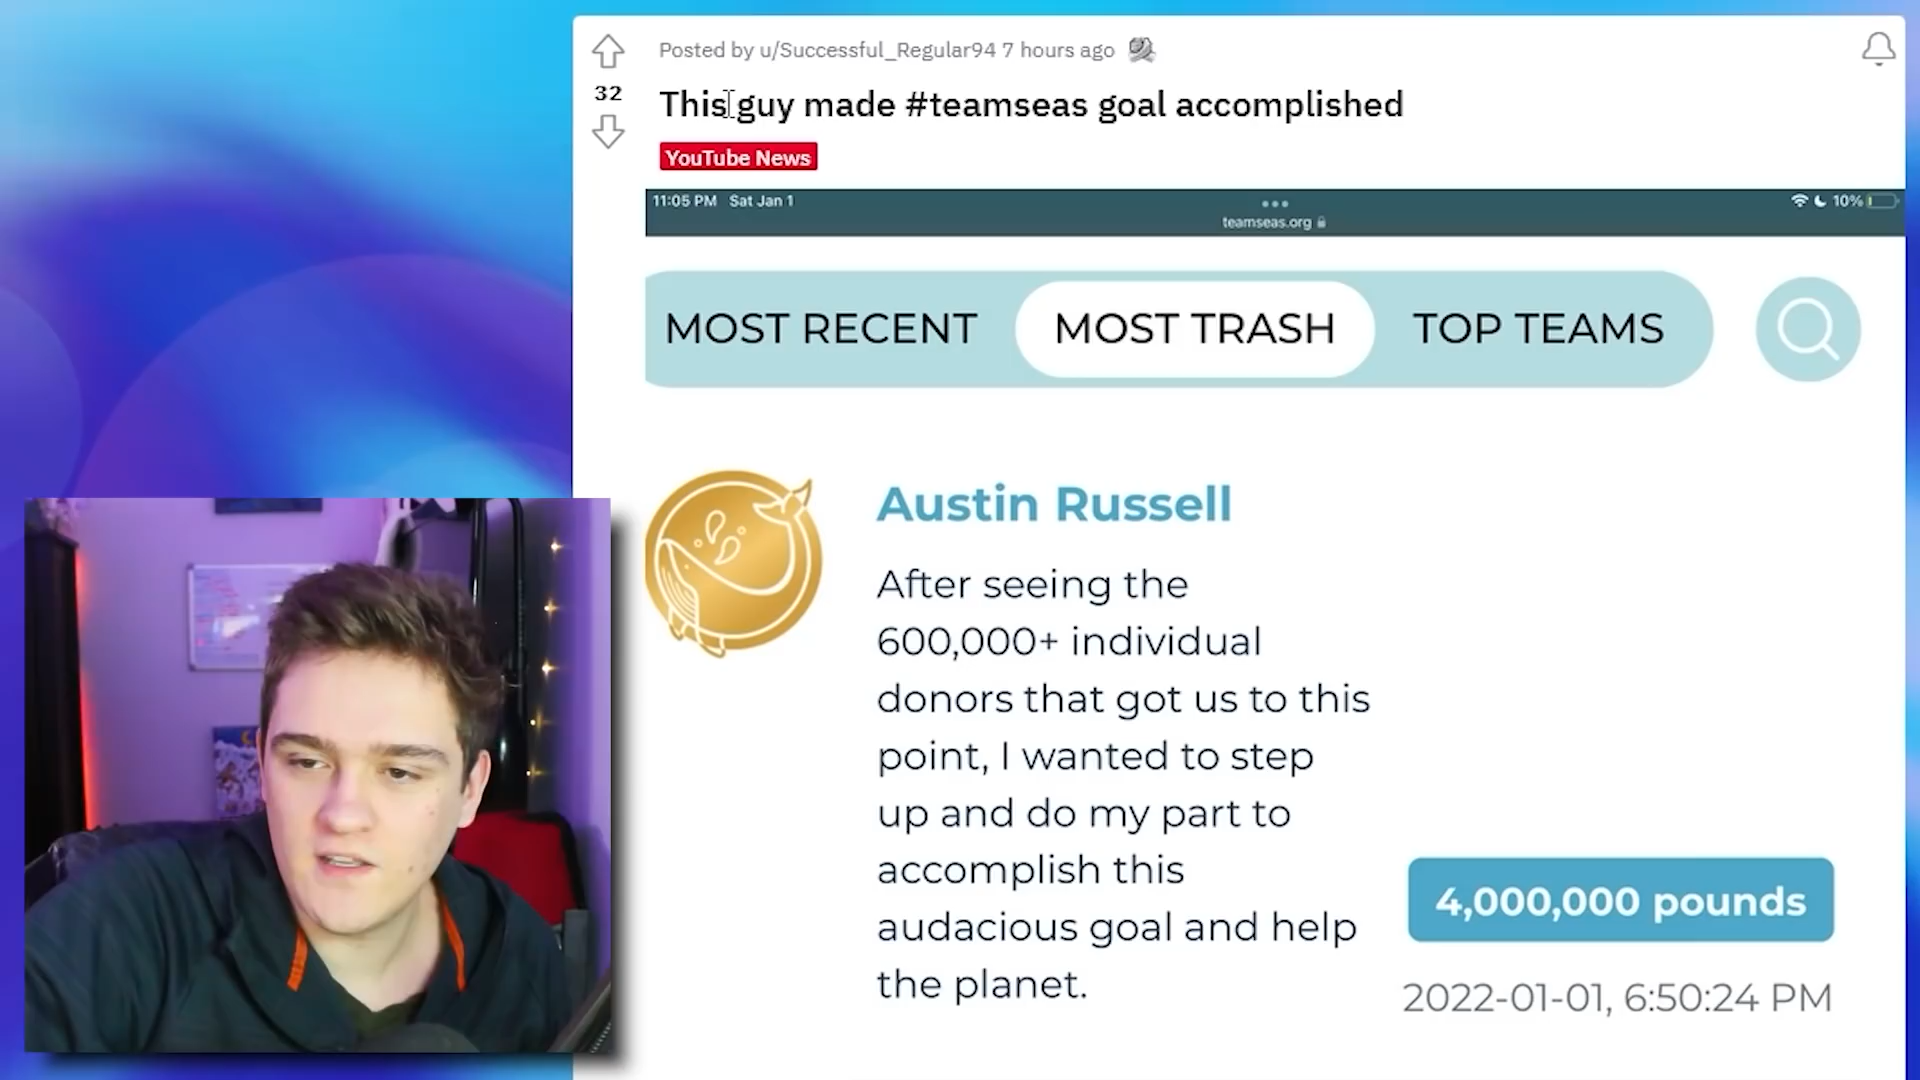 Posted by u/Successful_Regular94 7 hours ago
32
This guy made #teamseas goal accomplished
YouTube News
11:05 PM Sat Jan 1
10%
teamseas.org
MOST RECENT
MOST TRASH
TOP TEAMS
Austin Russell
After seeing the
600,000+ individual
donors that got us to this
point, I wanted to step
up and do my part to
accomplish this
audacious goal and help
the planet.
4,000,000 pounds
2022-01-01, 6:50:24 PM